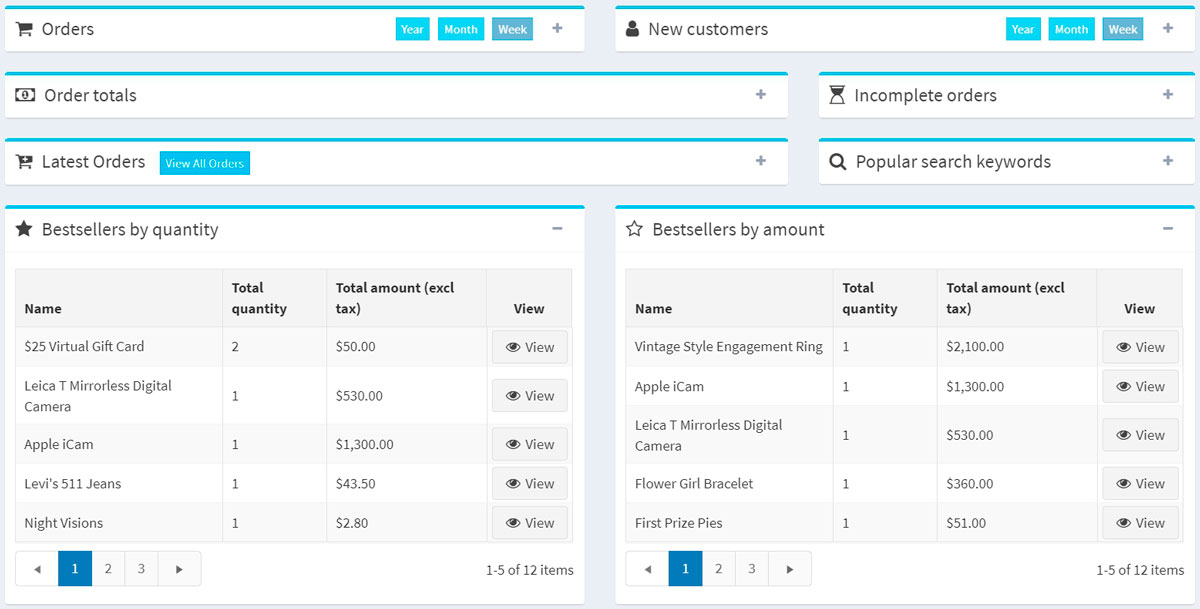 Orders Year Month Week
New customers Year Month Week
Order totals
Incomplete orders
Latest Orders View All Orders
Popular search keywords
Bestsellers by quantity
Name Total quantity Total amount (excl tax) View
$25 Virtual Gift Card 2 $50.00 View
Leica T Mirrorless Digital
Camera 1 $530.00 View
Apple iCam 1 $1,300.00 View
Levi's 511 Jeans 1 $43.50 View
Night Visions 1 $2.80 View
1 2 3 1-5 of 12 items
Bestsellers by amount
Name Total quantity Total amount (excl tax) View
Vintage Style Engagement Ring 1 $2,100.00 View
Apple iCam 1 $1,300.00 View
Leica T Mirrorless Digital
Camera 1 $530.00 View
Flower Girl Bracelet 1 $360.00 View
First Prize Pies 1 $51.00 View
1 2 3 1-5 of 12 items